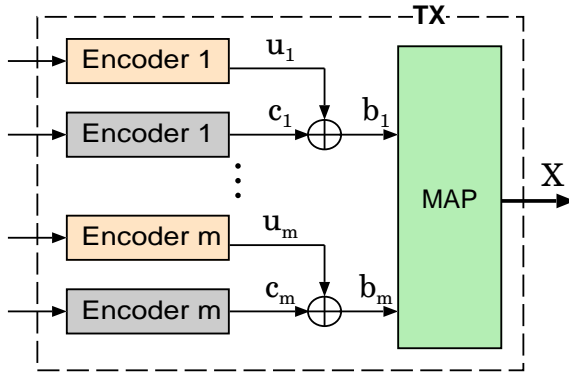 TX
Encoder 1
u1
Encoder 1
c1
b1
MAP
X
Encoder m
um
Encoder m
cm
bm